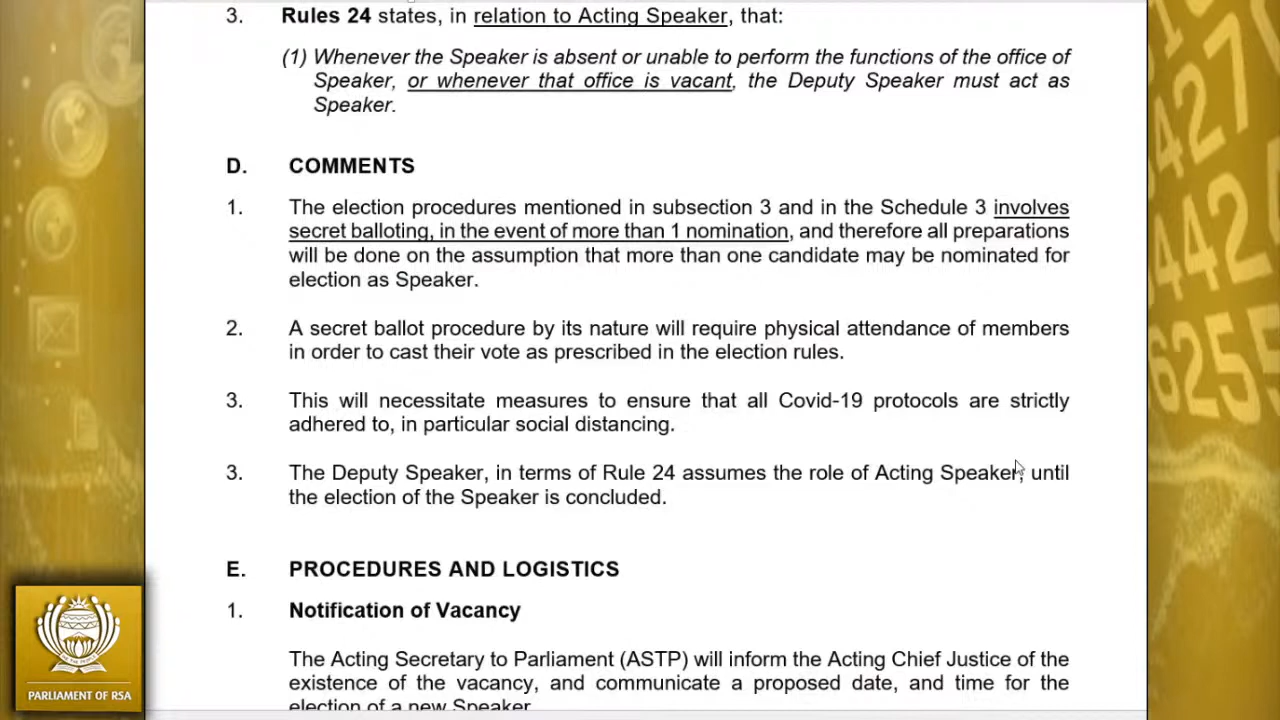 3. Rules 24 states, in relation to Acting Speaker, that:
(1) Whenever the Speaker is absent or unable to perform the functions of the office of
Speaker, or whenever that office is vacant, the Deputy Speaker must act as
Speaker.
D. COMMENTS
1. The election procedures mentioned in subsection 3 and in the Schedule 3 involves
secret balloting, in the event of more than 1 nomination, and therefore all preparations
will be done on the assumption that more than one candidate may be nominated for
election as Speaker.
2. A secret ballot procedure by its nature will require physical attendance of members
in order to cast their vote as prescribed in the election rules.
3. This will necessitate measures to ensure that all Covid-19 protocols are strictly
adhered to, in particular social distancing.
3. The Deputy Speaker, in terms of Rule 24 assumes the role of Acting Speaker, until
the election of the Speaker is concluded.
E. PROCEDURES AND LOGISTICS
1. Notification of Vacancy
The Acting Secretary to Parliament (ASTP) will inform the Acting Chief Justice of the
existence of the vacancy, and communicate a proposed date, and time for the
election of a new Speaker
PARLIAMENT OF RSA
427
442
6255